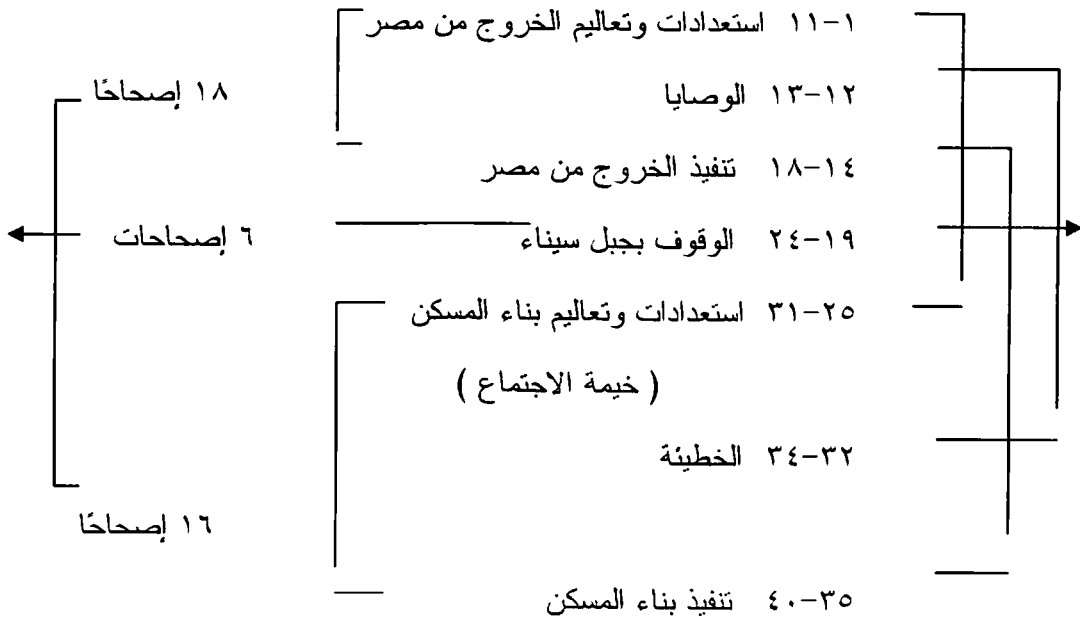 ١-١١ استعدادات وتعاليم الخروج من مصر
١٨ إصحاحًا
١٢-١٣ الوصايا
١٤-١٨ تنفيذ الخروج من مصر
١٩-٢٤ الوقوف بجبل سيناء
٦ إصحاحات
٢٥-٣١ استعدادات وتعاليم بناء المسكن
( خيمة الاجتماع )
٣٢-٣٤ الخطيئة
١٦ إصحاحًا
٣٥-٤٠ تنفيذ بناء المسكن